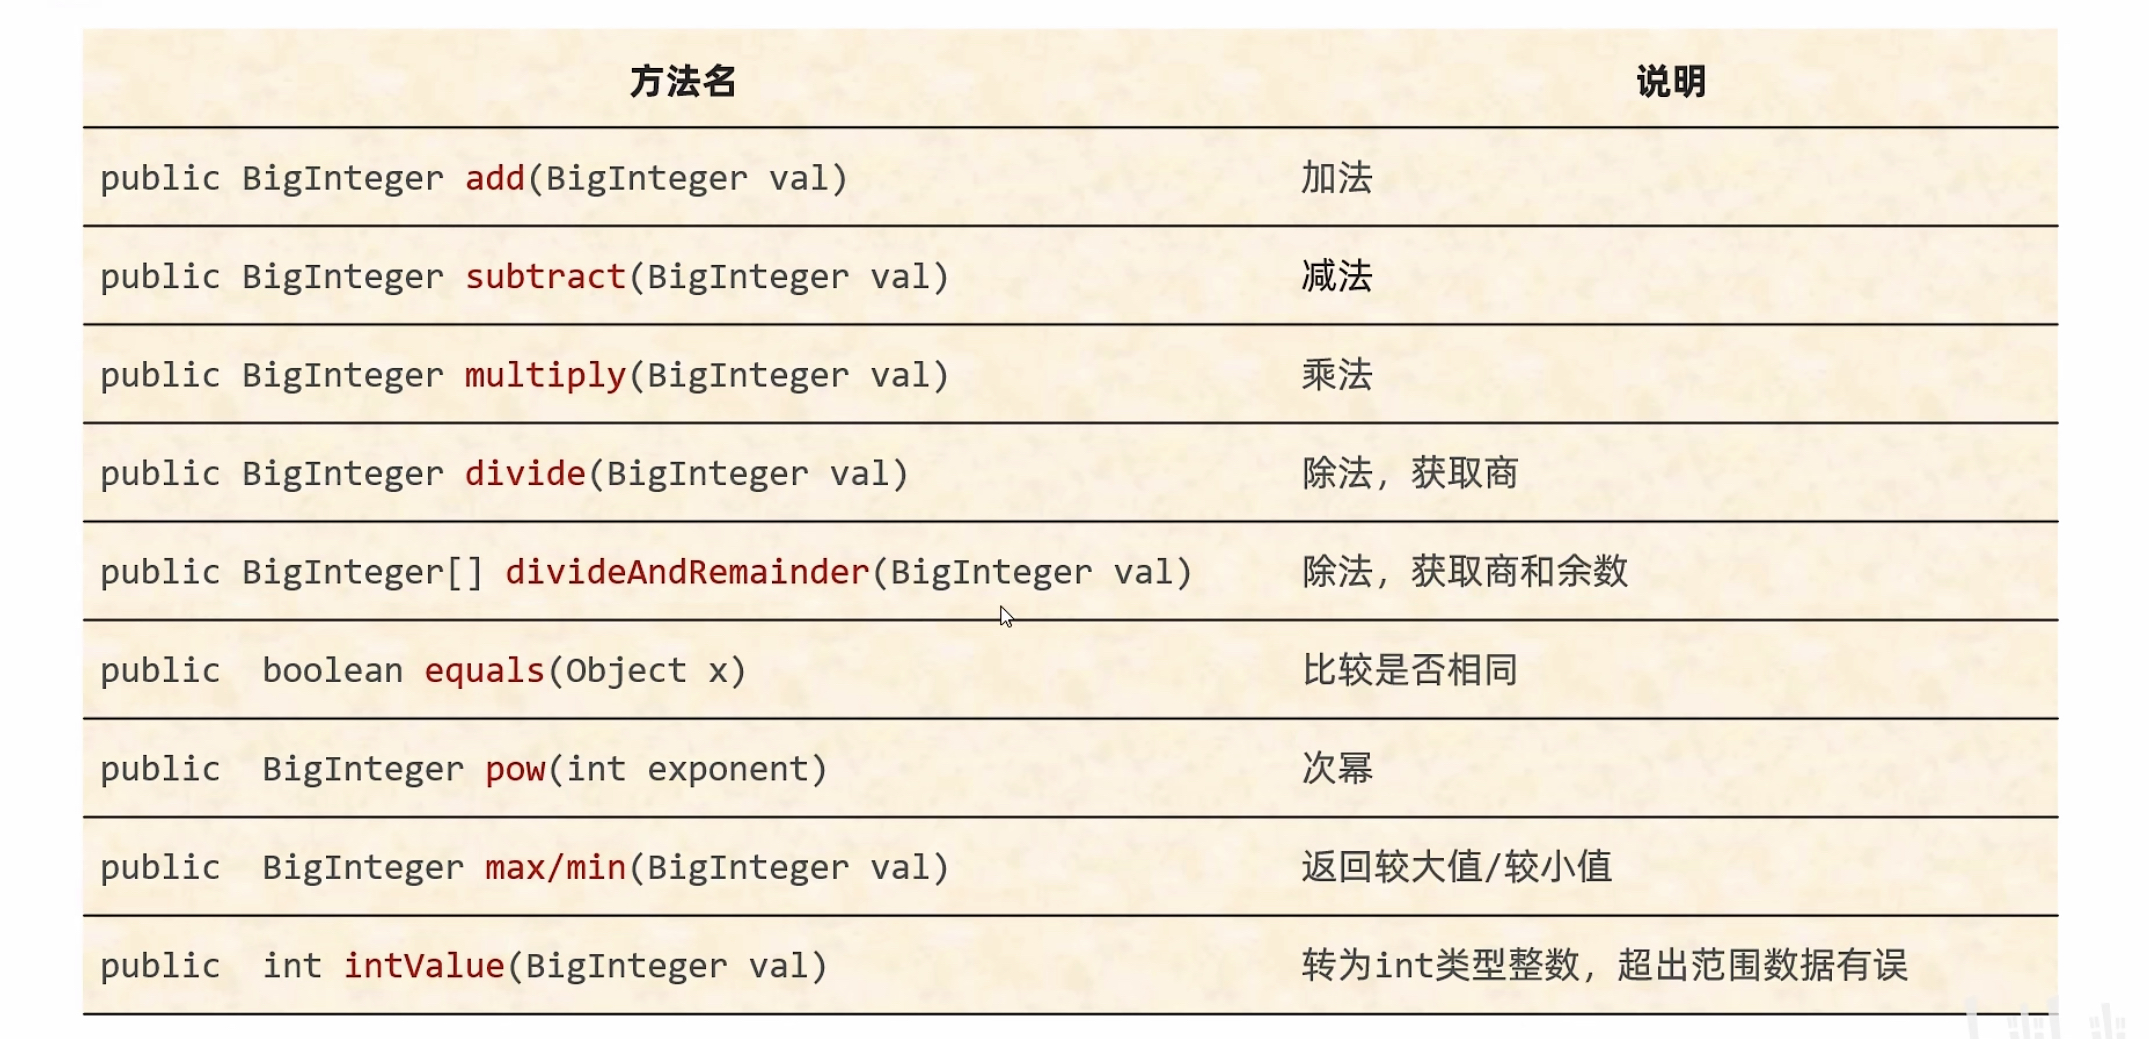 方法名 说明
public BigInteger add(BigInteger val) 加法
public BigInteger subtract(BigInteger val) 减法
public BigInteger multiply(BigInteger val) 乘法
public BigInteger divide(BigInteger val) 除法，获取商
public BigInteger[] divideAndRemainder(BigInteger val) 除法，获取商和余数
public  boolean equals(Object x) 比较是否相同
public  BigInteger pow(int exponent) 次幂
public  BigInteger max/min(BigInteger val) 返回较大值/较小值
public  int intValue(BigInteger val) 转为int类型整数，超出范围数据有误